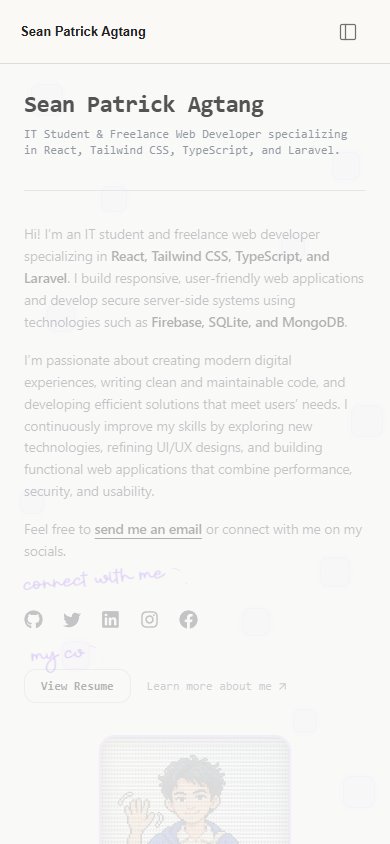 Sean Patrick Agtang
Sean Patrick Agtang
IT Student & Freelance Web Developer specializing
in React, Tailwind CSS, TypeScript, and Laravel.
Hi! I'm an IT student and freelance web developer
specializing in React, Tailwind CSS, TypeScript, and
Laravel. I build responsive, user-friendly web applications
and develop secure server-side systems using
technologies such as Firebase, SQLite, and MongoDB.
I'm passionate about creating modern digital
experiences, writing clean and maintainable code, and
developing efficient solutions that meet users' needs. I
continuously improve my skills by exploring new
technologies, refining UI/UX designs, and building
functional web applications that combine performance,
security, and usability.
Feel free to send me an email or connect with me on my
socials.
connect with me
my cv
View Resume
Learn more about me ↗